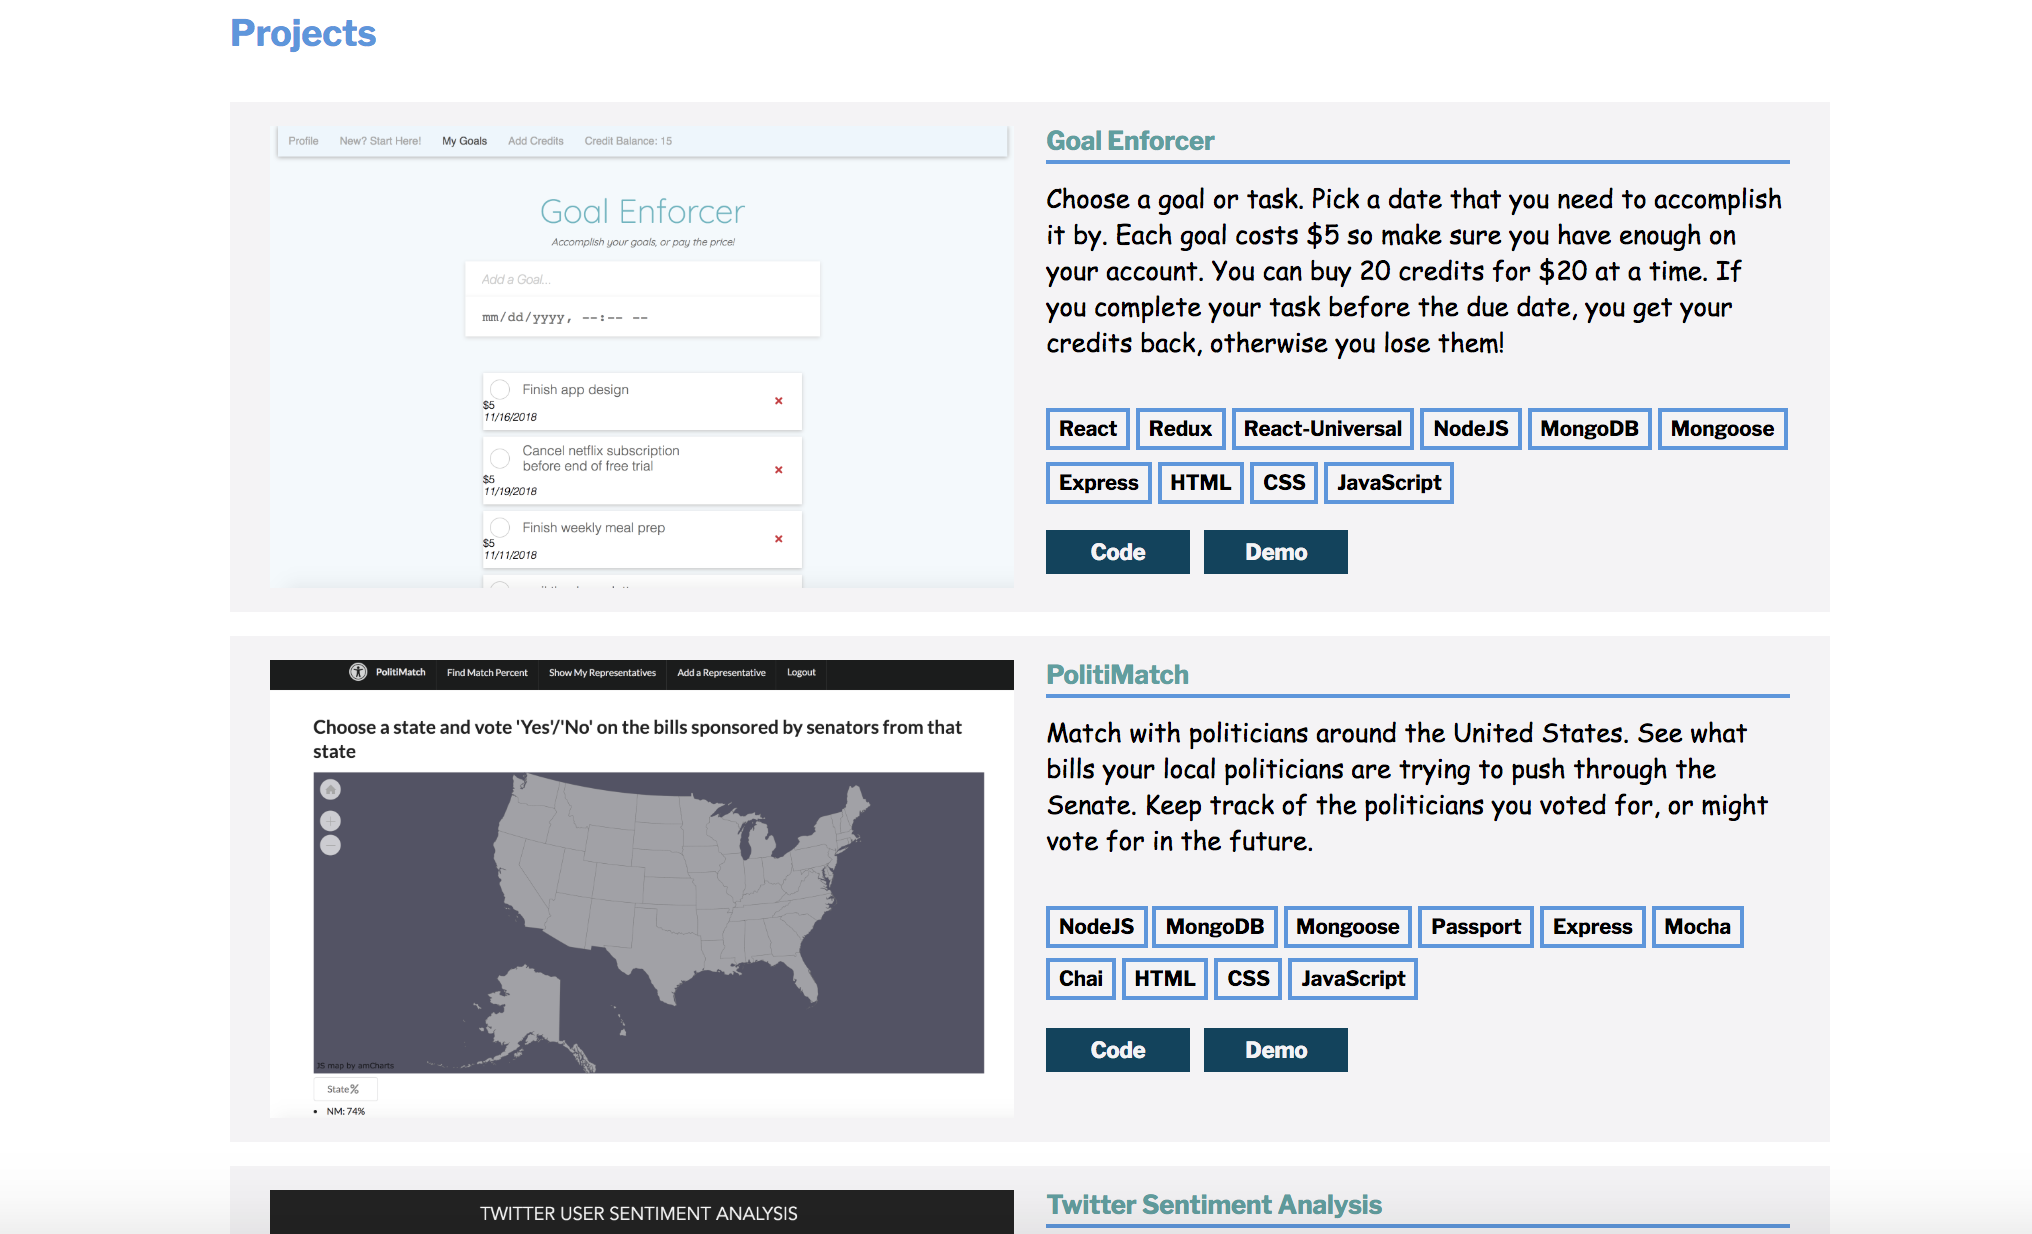 Projects
Profile New? Start Here! My Goals Add Credits Credit Balance: 15
Goal Enforcer
Accomplish your goals, or pay the price!
Add a Goal...
mm/dd/yyyy, --:-- --
Finish app design
$5
11/16/2018
×
Cancel netflix subscription
before end of free trial
$5
11/19/2018
×
Finish weekly meal prep
$5
11/11/2018
×
Goal Enforcer
Choose a goal or task. Pick a date that you need to accomplish
it by. Each goal costs $5 so make sure you have enough on
your account. You can buy 20 credits for $20 at a time. If
you complete your task before the due date, you get your
credits back, otherwise you lose them!
React Redux React-Universal NodeJS MongoDB Mongoose
Express HTML CSS JavaScript
Code Demo
PolitiMatch Find Match Percent Show My Representatives Add a Representative Logout
Choose a state and vote 'Yes'/'No' on the bills sponsored by senators from that
state
JS map by amCharts
State%
• NM: 74%
PolitiMatch
Match with politicians around the United States. See what
bills your local politicians are trying to push through the
Senate. Keep track of the politicians you voted for, or might
vote for in the future.
NodeJS MongoDB Mongoose Passport Express Mocha
Chai HTML CSS JavaScript
Code Demo
TWITTER USER SENTIMENT ANALYSIS
Twitter Sentiment Analysis